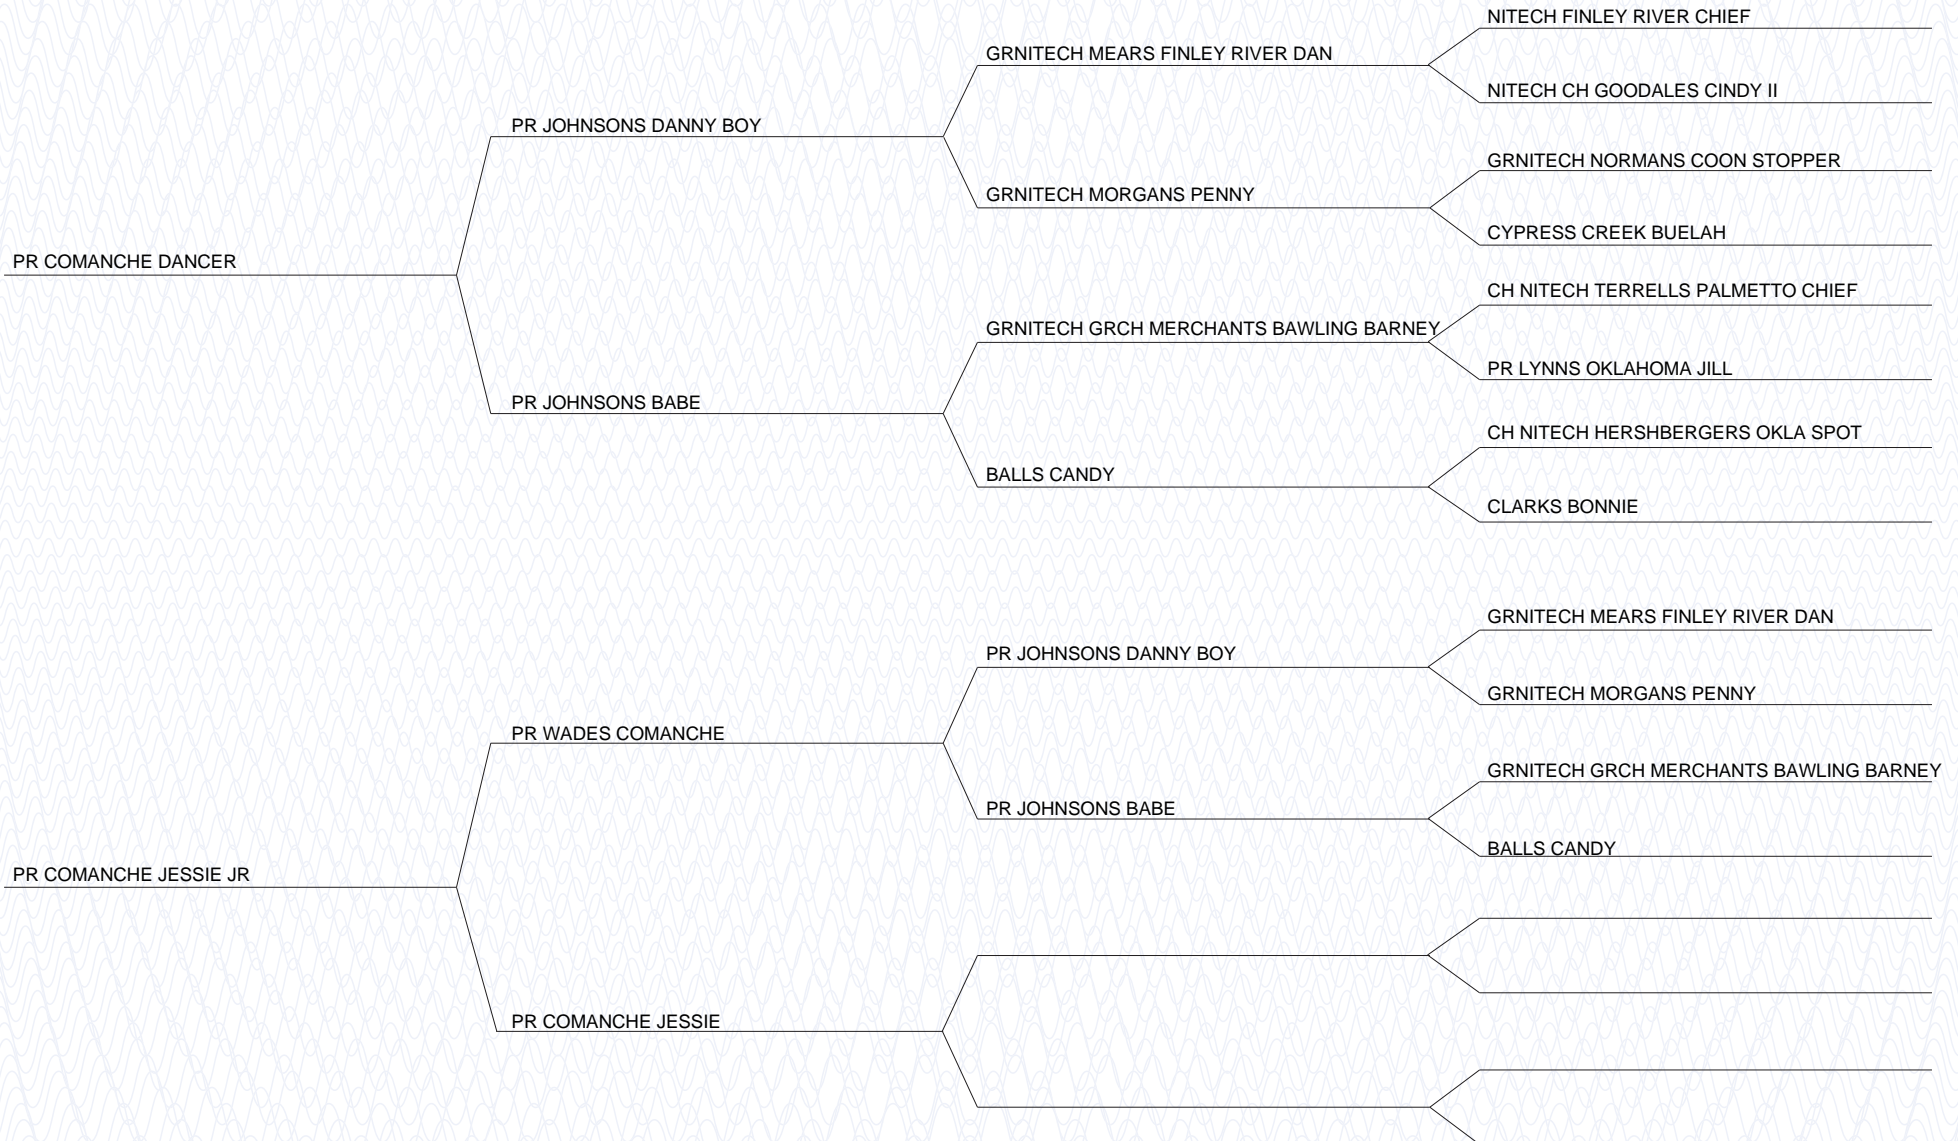 NITECH FINLEY RIVER CHIEF
GRNITECH MEARS FINLEY RIVER DAN
NITECH CH GOODALES CINDY II
PR JOHNSONS DANNY BOY
GRNITECH NORMANS COON STOPPER
GRNITECH MORGANS PENNY
CYPRESS CREEK BUELAH
PR COMANCHE DANCER
CH NITECH TERRELLS PALMETTO CHIEF
GRNITECH GRCH MERCHANTS BAWLING BARNEY
PR LYNNS OKLAHOMA JILL
PR JOHNSONS BABE
CH NITECH HERSHBERGERS OKLA SPOT
BALLS CANDY
CLARKS BONNIE
GRNITECH MEARS FINLEY RIVER DAN
PR JOHNSONS DANNY BOY
GRNITECH MORGANS PENNY
PR WADES COMANCHE
GRNITECH GRCH MERCHANTS BAWLING BARNEY
PR JOHNSONS BABE
BALLS CANDY
PR COMANCHE JESSIE JR
PR COMANCHE JESSIE